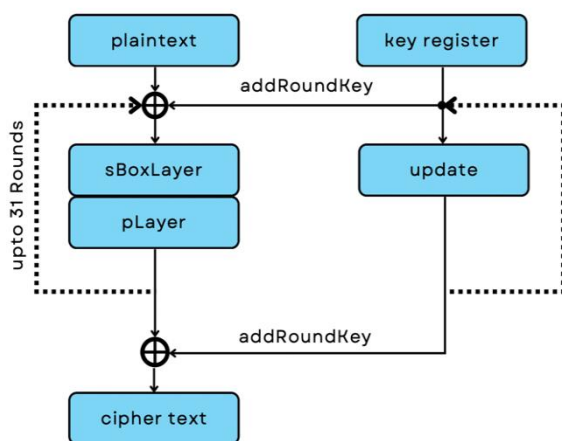 plaintext
key register
addRoundKey
sBoxLayer
update
pLayer
upto 31 Rounds
addRoundKey
cipher text